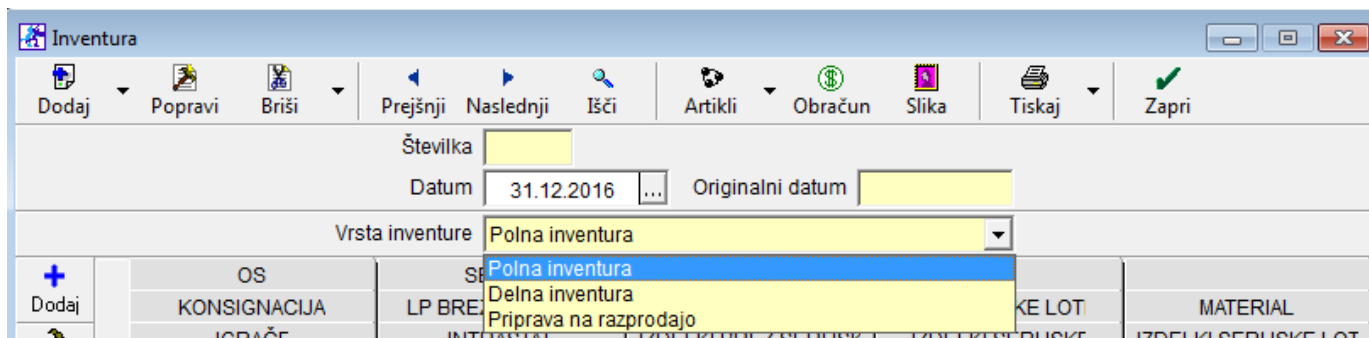 Inventura
Dodaj Popravi Briši Prejšnji Naslednji Išči Artikli Obračun Slika Tiskaj Zapri
Številka
Datum 31.12.2016 ... Originalni datum
Vrsta inventure Polna inventura
Polna inventura
Delna inventura
Priprava na razprodajo
Dodaj
OS
KONSIGNACIJA LP BRE KE LOTI MATERIAL